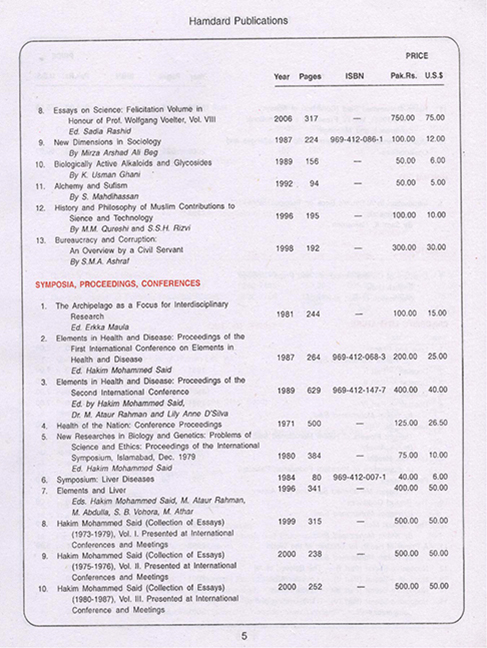 Hamdard Publications
PRICE
Year Pages ISBN Pak.Rs. U.S.$
8. Essays on Science: Felicitation Volume in
Honour of Prof. Wolfgang Voelter, Vol. VIII 2006 317 — 750.00 75.00
Ed. Sadia Rashid
9. New Dimensions in Sociology 1987 224 969-412-086-1 100.00 12.00
By Mirza Arshad Ali Beg
10. Biologically Active Alkaloids and Glycosides 1989 156 — 50.00 6.00
By K. Usman Ghani
11. Alchemy and Sufism 1992 94 — 50.00 5.00
By S. Mahdihassan
12. History and Philosophy of Muslim Contributions to
Sience and Technology 1996 195 — 100.00 10.00
By M.M. Qureshi and S.S.H. Rizvi
13. Bureaucracy and Corruption:
An Overview by a Civil Servant 1998 192 — 300.00 30.00
By S.M.A. Ashraf
SYMPOSIA, PROCEEDINGS, CONFERENCES
1. The Archipelago as a Focus for Interdisciplinary
Research 1981 244 — 100.00 15.00
Ed. Erkka Maula
2. Elements in Health and Disease: Proceedings of the
First International Conference on Elements in
Health and Disease 1987 264 969-412-068-3 200.00 25.00
Ed. Hakim Mohammed Said
3. Elements in Health and Disease: Proceedings of the
Second International Conference 1989 629 969-412-147-7 400.00 40.00
Ed. by Hakim Mohammed Said,
Dr. M. Ataur Rahman and Lily Anne D'Silva
4. Health of the Nation: Conference Proceedings 1971 500 — 125.00 26.50
5. New Researches in Biology and Genetics: Problems of
Science and Ethics: Proceedings of the International
Symposium, Islamabad, Dec. 1979 1980 384 — 75.00 10.00
Ed. Hakim Mohammed Said
6. Symposium: Liver Diseases 1984 80 969-412-007-1 40.00 6.00
7. Elements and Liver 1996 341 — 400.00 50.00
Eds. Hakim Mohammed Said, M. Ataur Rahman,
M. Abdulla, S. B. Vohora, M. Athar
8. Hakim Mohammed Said (Collection of Essays) 1999 315 — 500.00 50.00
(1973-1979), Vol. I. Presented at International
Conferences and Meetings
9. Hakim Mohammed Said (Collection of Essays) 2000 238 — 500.00 50.00
(1975-1976), Vol. II. Presented at International
Conferences and Meetings
10. Hakim Mohammed Said (Collection of Essays) 2000 252 — 500.00 50.00
(1980-1987), Vol. III. Presented at International
Conference and Meetings
5